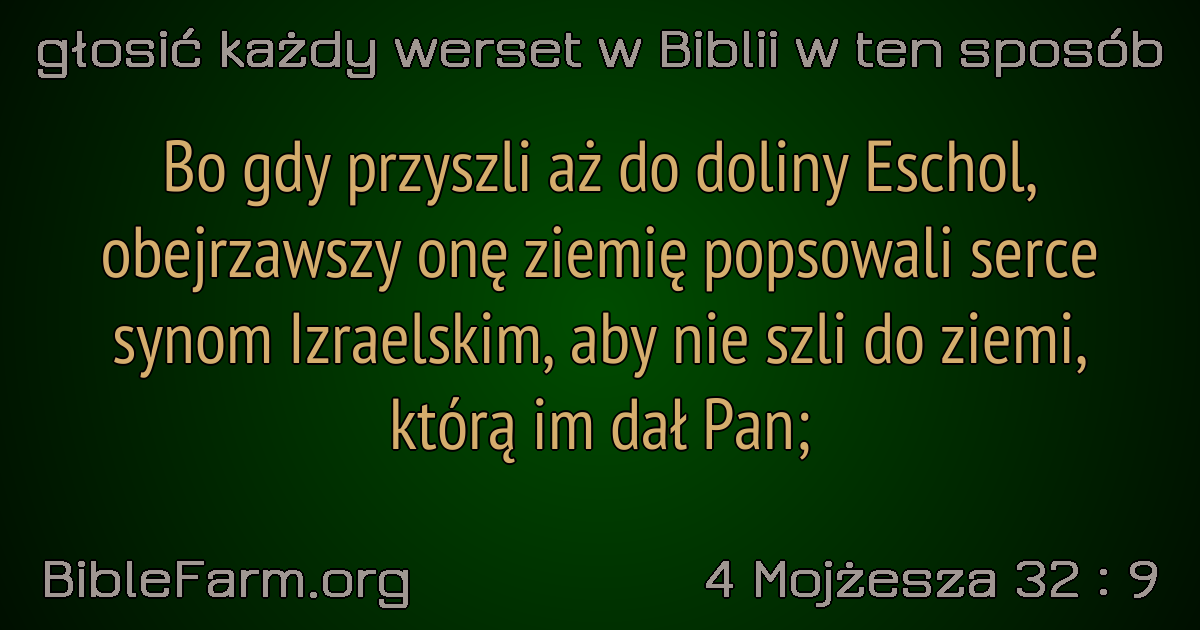 głosić każdy werset w Biblii w ten sposób
Bo gdy przyszli aż do doliny Eschol,
obejrzawszy onę ziemię popsowali serce
synom Izraelskim, aby nie szli do ziemi,
którą im dał Pan;
BibleFarm.org
4 Mojżesza 32 : 9